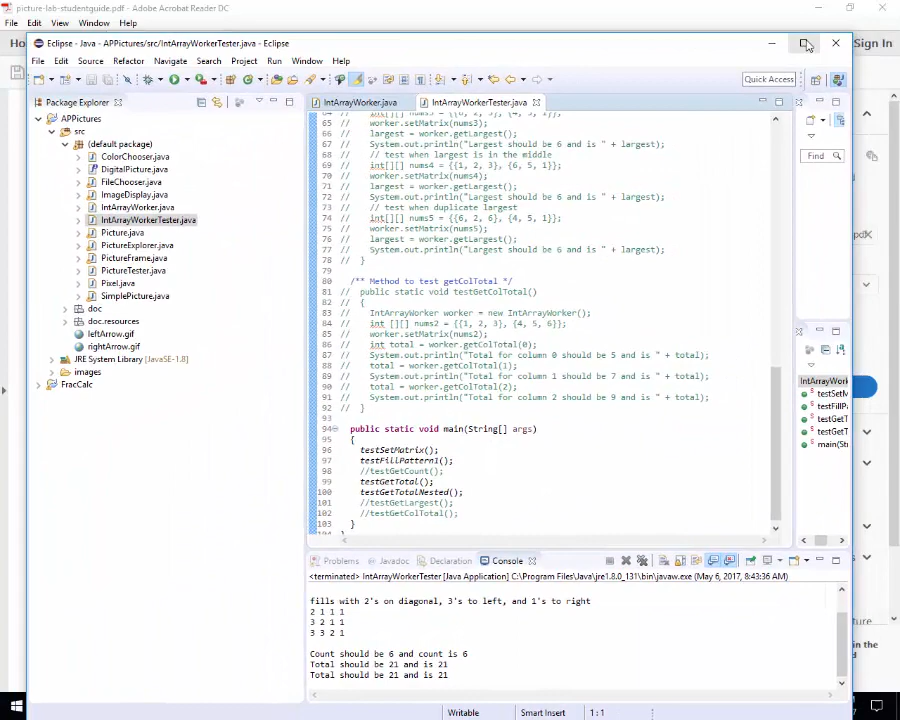 picture-lab-studentguide.pdf - Adobe Acrobat Reader DC
File Edit View Window Help
Ho
Sign In
Eclipse - Java - APPictures/src/IntArrayWorkerTester.java - Eclipse
File Edit Source Refactor Navigate Search Project Run Window Help
Quick Access
Package Explorer
APPictures
src
(default package)
ColorChooser.java
DigitalPicture.java
FileChooser.java
ImageDisplay.java
IntArrayWorker.java
IntArrayWorkerTester.java
Picture.java
PictureExplorer.java
PictureFrame.java
PictureTester.java
Pixel.java
SimplePicture.java
doc
doc.resources
leftArrow.gif
rightArrow.gif
JRE System Library [JavaSE-1.8]
images
FracCalc
IntArrayWorker.java
IntArrayWorkerTester.java
65 // worker.setMatrix(nums3);
66 // largest = worker.getLargest();
67 // System.out.println("Largest should be 6 and is " + largest);
68 // // test when largest is in the middle
69 // int[][] nums4 = {{1, 2, 3}, {6, 5, 1}};
70 // worker.setMatrix(nums4);
71 // largest = worker.getLargest();
72 // System.out.println("Largest should be 6 and is " + largest);
73 // // test when duplicate largest
74 // int[][] nums5 = {{6, 2, 6}, {4, 5, 1}};
75 // worker.setMatrix(nums5);
76 // largest = worker.getLargest();
77 // System.out.println("Largest should be 6 and is " + largest);
78 // }
79
80 /** Method to test getColTotal */
81 // public static void testGetColTotal()
82 // {
83 // IntArrayWorker worker = new IntArrayWorker();
84 // int [][] nums2 = {{1, 2, 3}, {4, 5, 6}};
85 // worker.setMatrix(nums2);
86 // int total = worker.getColTotal(0);
87 // System.out.println("Total for column 0 should be 5 and is " + total);
88 // total = worker.getColTotal(1);
89 // System.out.println("Total for column 1 should be 7 and is " + total);
90 // total = worker.getColTotal(2);
91 // System.out.println("Total for column 2 should be 9 and is " + total);
92 // }
93
94 public static void main(String[] args)
95 {
96 testSetMatrix();
97 testFillPattern1();
98 //testGetCount();
99 testGetTotal();
100 testGetTotalNested();
101 //testGetLargest();
102 //testGetColTotal();
103 }
Find
IntArrayWork
testSetM
testFillP
testGetT
testGetT
main(Str
Problems Javadoc Declaration Console
<terminated> IntArrayWorkerTester [Java Application] C:\Program Files\Java\jre1.8.0_131\bin\javaw.exe (May 6, 2017, 8:43:36 AM)
fills with 2's on diagonal, 3's to left, and 1's to right
2 1 1 1
3 2 1 1
3 3 2 1
Count should be 6 and count is 6
Total should be 21 and is 21
Total should be 21 and is 21
Writable Smart Insert 1 : 1